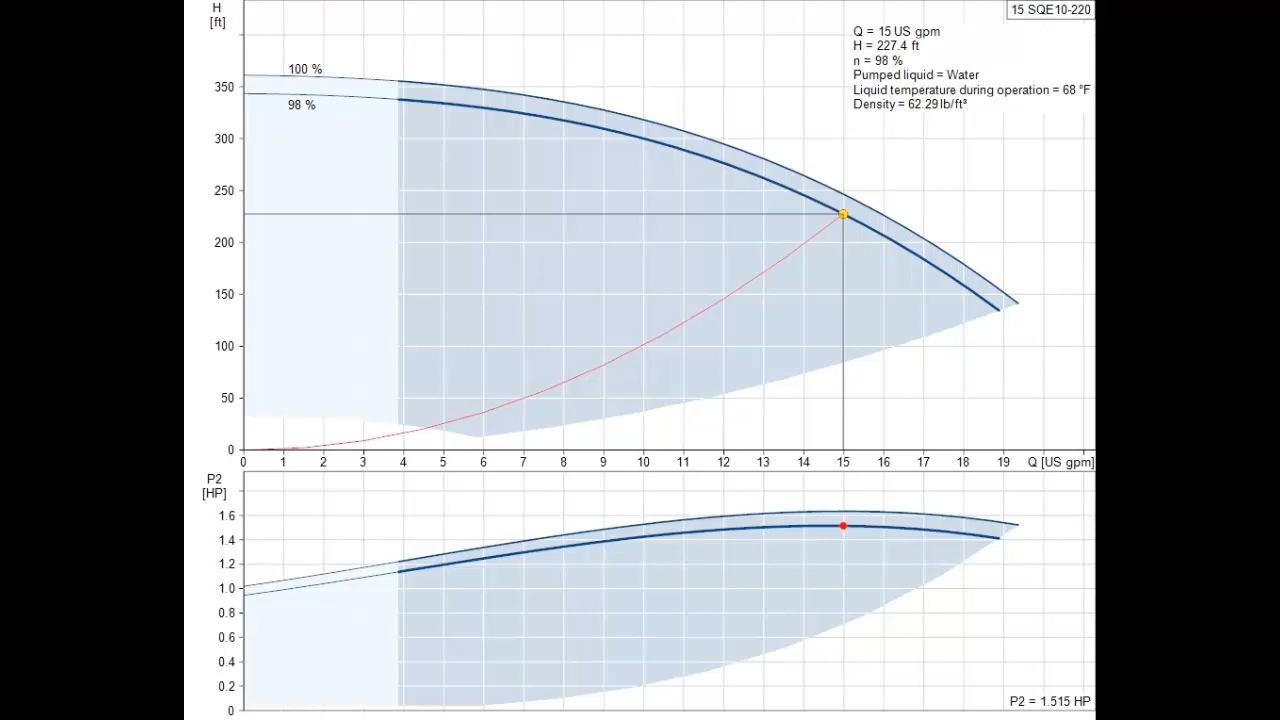 H
[ft]
15 SQE10-220
Q = 15 US gpm
H = 227.4 ft
n = 98 %
Pumped liquid = Water
Liquid temperature during operation = 68 °F
Density = 62.29 lb/ft³
100 %
98 %
350
300
250
200
150
100
50
0
0 1 2 3 4 5 6 7 8 9 10 11 12 13 14 15 16 17 18 19 Q [US gpm]
P2
[HP]
1.6
1.4
1.2
1.0
0.8
0.6
0.4
0.2
0
P2 = 1.515 HP